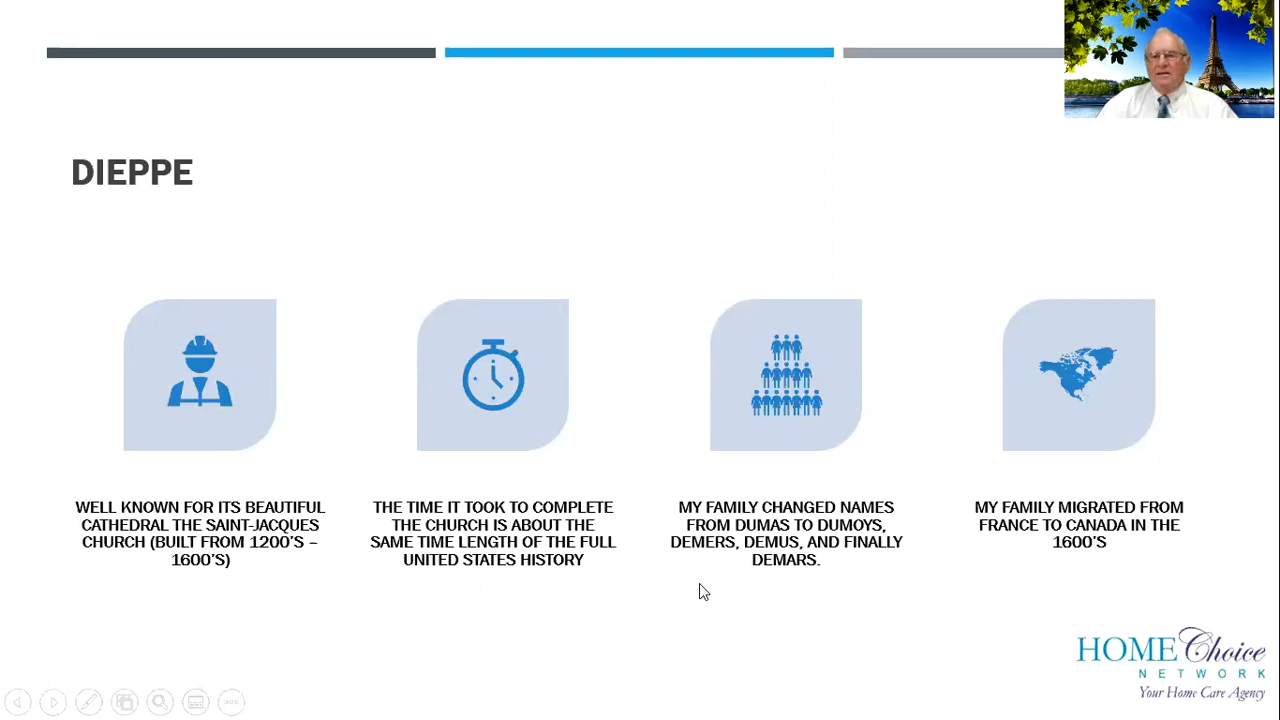 DIEPPE
WELL KNOWN FOR ITS BEAUTIFUL
CATHEDRAL THE SAINT-JACQUES
CHURCH (BUILT FROM 1200'S –
1600'S)
THE TIME IT TOOK TO COMPLETE
THE CHURCH IS ABOUT THE
SAME TIME LENGTH OF THE FULL
UNITED STATES HISTORY
MY FAMILY CHANGED NAMES
FROM DUMAS TO DUMOYS,
DEMERS, DEMUS, AND FINALLY
DEMARS.
MY FAMILY MIGRATED FROM
FRANCE TO CANADA IN THE
1600'S
HOME Choice
NETWORK
Your Home Care Agency